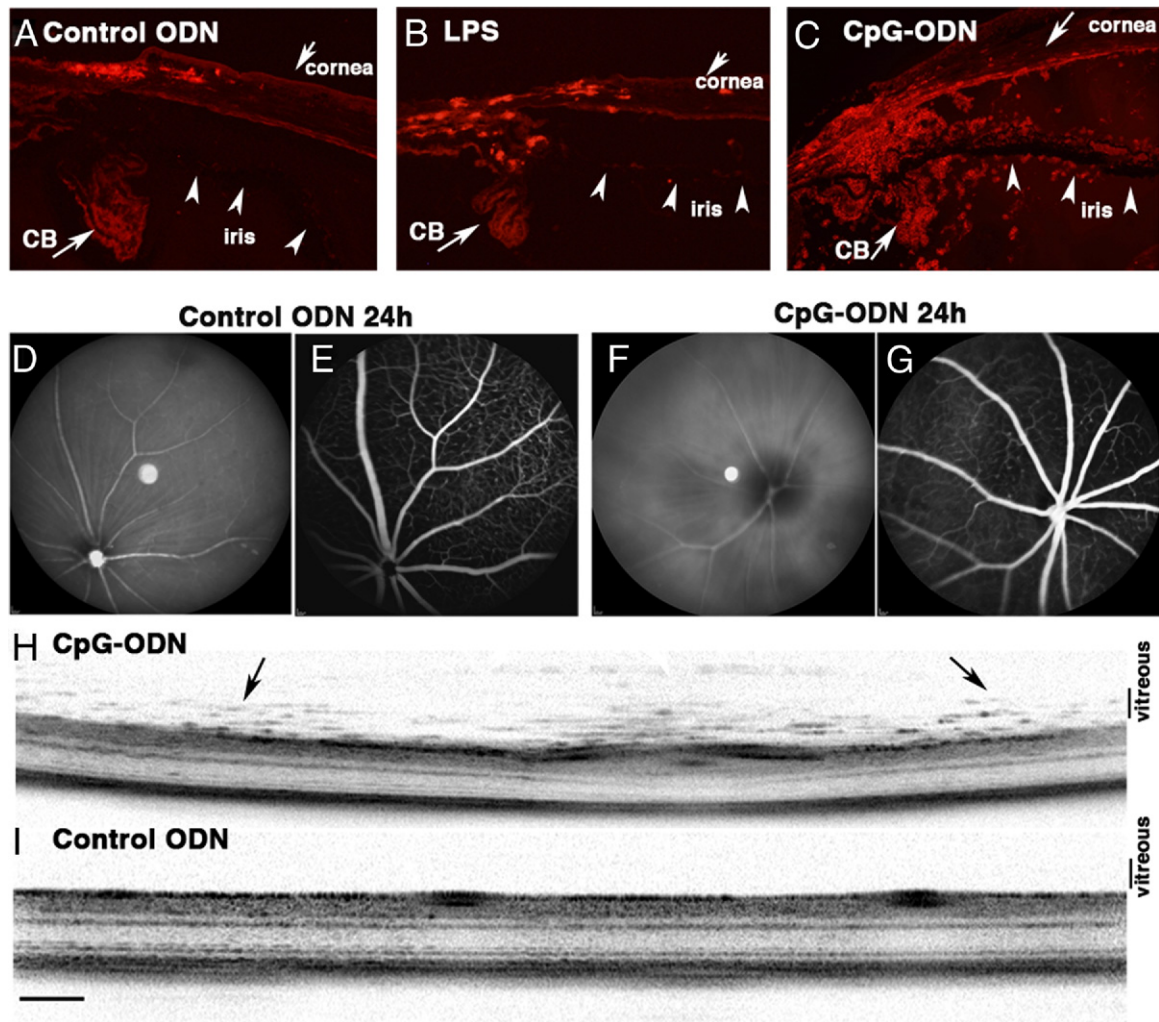 A Control ODN
cornea
CB
iris
B LPS
cornea
CB
iris
C CpG-ODN
cornea
CB
iris
Control ODN 24h
CpG-ODN 24h
D
E
F
G
H CpG-ODN
vitreous
I Control ODN
vitreous